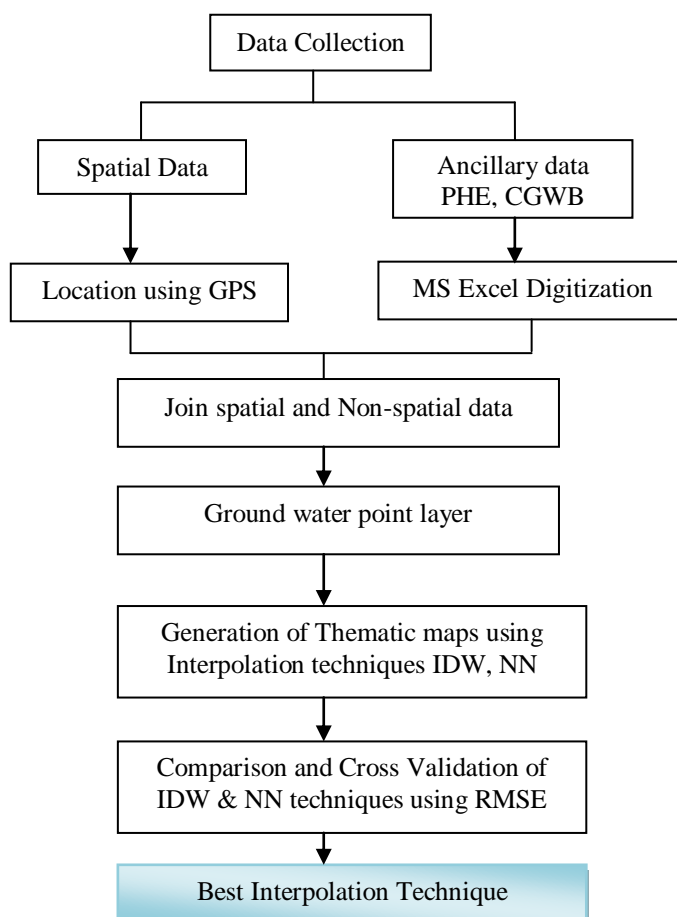 Data Collection
Spatial Data
Ancillary data
PHE, CGWB
Location using GPS
MS Excel Digitization
Join spatial and Non-spatial data
Ground water point layer
Generation of Thematic maps using
Interpolation techniques IDW, NN
Comparison and Cross Validation of
IDW & NN techniques using RMSE
Best Interpolation Technique